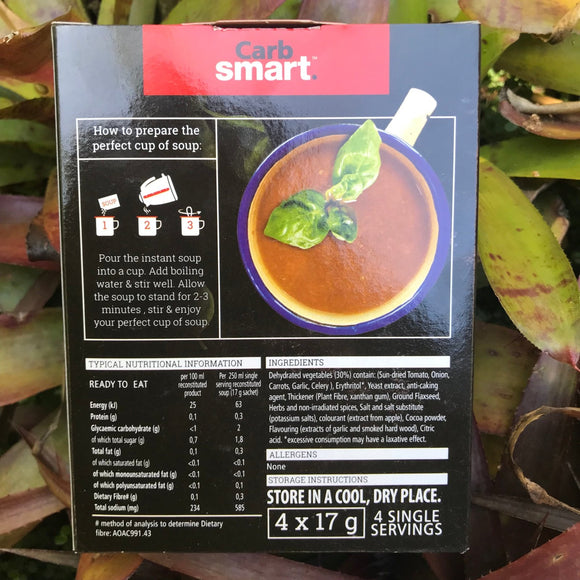 Carb
smart.™
How to prepare the
perfect cup of soup:
SOUP
1 2 3
Pour the instant soup
into a cup. Add boiling
water & stir well. Allow
the soup to stand for 2-3
minutes , stir & enjoy
your perfect cup of soup.
TYPICAL NUTRITIONAL INFORMATION
READY TO EAT per 100 ml reconstituted product Per 250 ml single serving reconstituted soup (17 g sachet)
Energy (kJ) 25 63
Protein (g) 0,1 0,3
Glycaemic carbohydrate (g) <1 2
of which total sugar (g) 0,7 1,8
Total fat (g) 0,1 0,3
of which saturated fat (g) <0.1 <0.1
of which monounsaturated fat (g) <0.1 <0.1
of which polyunsaturated fat (g) <0.1 0,1
Dietary Fibre# (g) 0,1 0,3
Total sodium (mg) 234 585
# method of analysis to determine Dietary
fibre: AOAC991.43
INGREDIENTS
Dehydrated vegetables (30%) contain: (Sun-dried Tomato, Onion,
Carrots, Garlic, Celery ), Erythritol*, Yeast extract, anti-caking
agent, Thickener (Plant Fibre, xanthan gum), Ground Flaxseed,
Herbs and non-irradiated spices, Salt and salt substitute
(potassium salts), colourant (extract from apple), Cocoa powder,
Flavouring (extracts of garlic and smoked hard wood), Citric
acid. *excessive consumption may have a laxative effect.
ALLERGENS
None
STORAGE INSTRUCTIONS
STORE IN A COOL, DRY PLACE.
4 x 17 g 4 SINGLE
SERVINGS